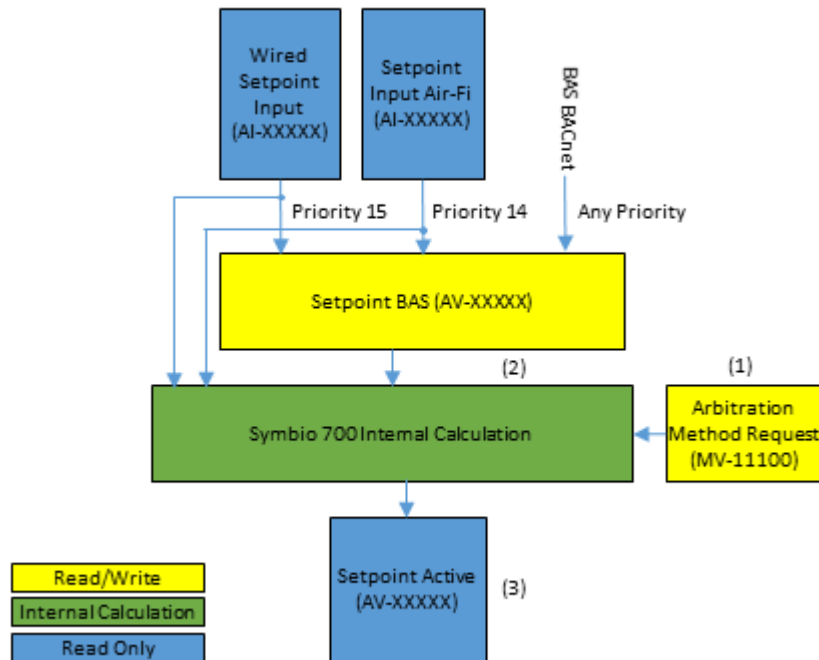 Wired
Setpoint
Input
(AI-XXXXX)
Setpoint
Input Air-Fi
(AI-XXXXX)
BAS BACnet
Priority 15
Priority 14
Any Priority
Setpoint BAS (AV-XXXXX)
(2)
(1)
Symbio 700 Internal Calculation
Arbitration
Method Request
(MV-11100)
Setpoint Active
(AV-XXXXX)
(3)
Read/Write
Internal Calculation
Read Only